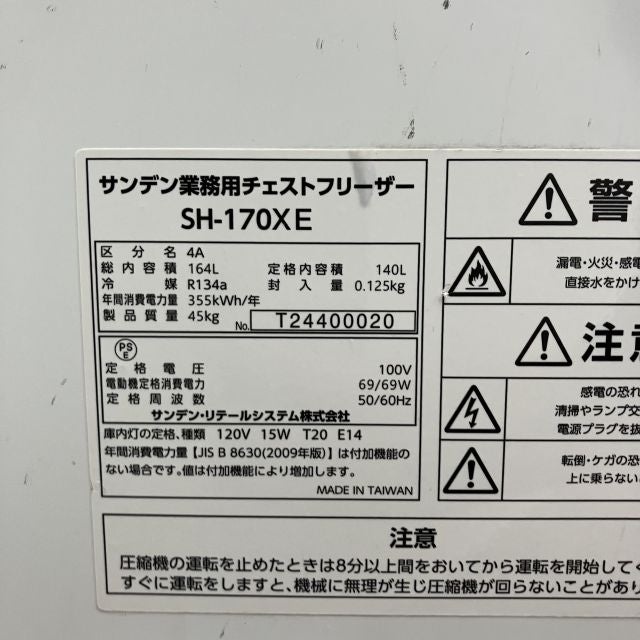 サンデン業務用チェストフリーザー
SH-170XE
区分名 4A
総内容積 164L 定格内容積 140L
冷媒 R134a 封入量 0.125kg
年間消費電力量 355kWh/年
製品質量 45kg No. T24400020
PS
E
定格電圧 100V
電動機定格消費電力 69/69W
定格周波数 50/60Hz
サンデン・リテールシステム株式会社
庫内灯の定格、種類 120V 15W T20 E14
年間消費電力量【JIS B 8630(2009年版)】は付加機能の
ない場合です。値は付加機能により増加します。
MADE IN TAIWAN
警
漏電・火災・感電
直接水をかけ
注意
感電の恐れ
清掃やランプ交
電源プラグを抜
転倒・ケガの恐
上に乗らない
注意
圧縮機の運転を止めたときは8分以上間をおいてから運転を開始してく
すぐに運転をしますと、機械に無理が生じ圧縮機が回らないことがあり